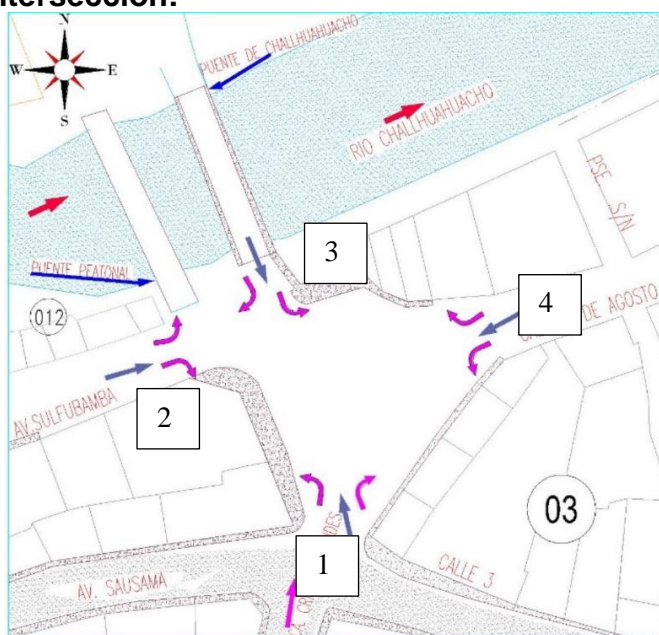 ntersección:
N
W
E
S
PUENTE DE CHALLHUAHUACHO
RIO CHALLHUAHUACHO
PSE. S/N
3
PUENTE PEATONAL
4
DE AGOSTO
012
AV.SULFUBAMBA
2
03
1
CALLE 3
AV. SAUSAMA